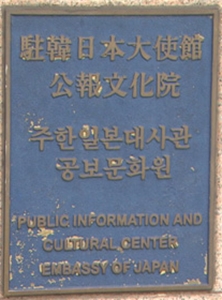 駐韓日本大使館
公報文化院
주한일본대사관
공보문화원
PUBLIC INFORMATION AND
CULTURAL CENTER
EMBASSY OF JAPAN